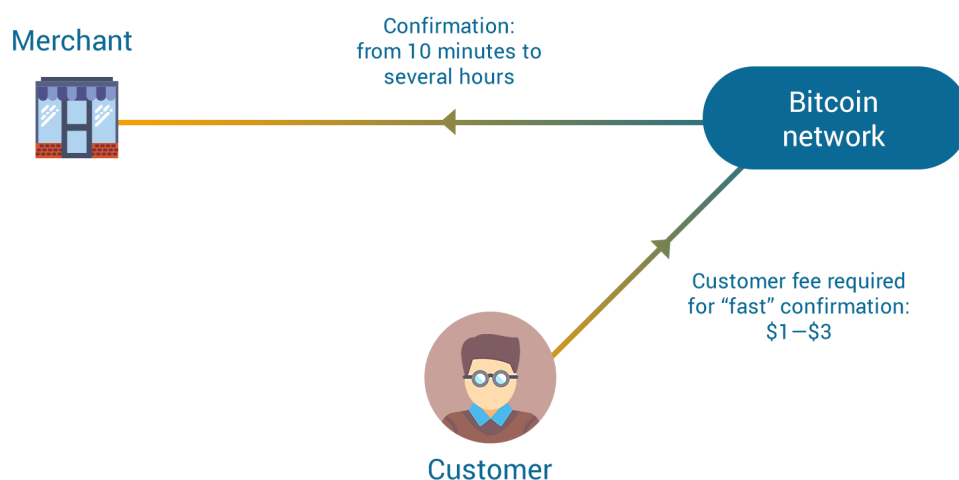 Merchant
Confirmation:
from 10 minutes to
several hours
Bitcoin
network
Customer fee required
for “fast” confirmation:
$1—$3
Customer